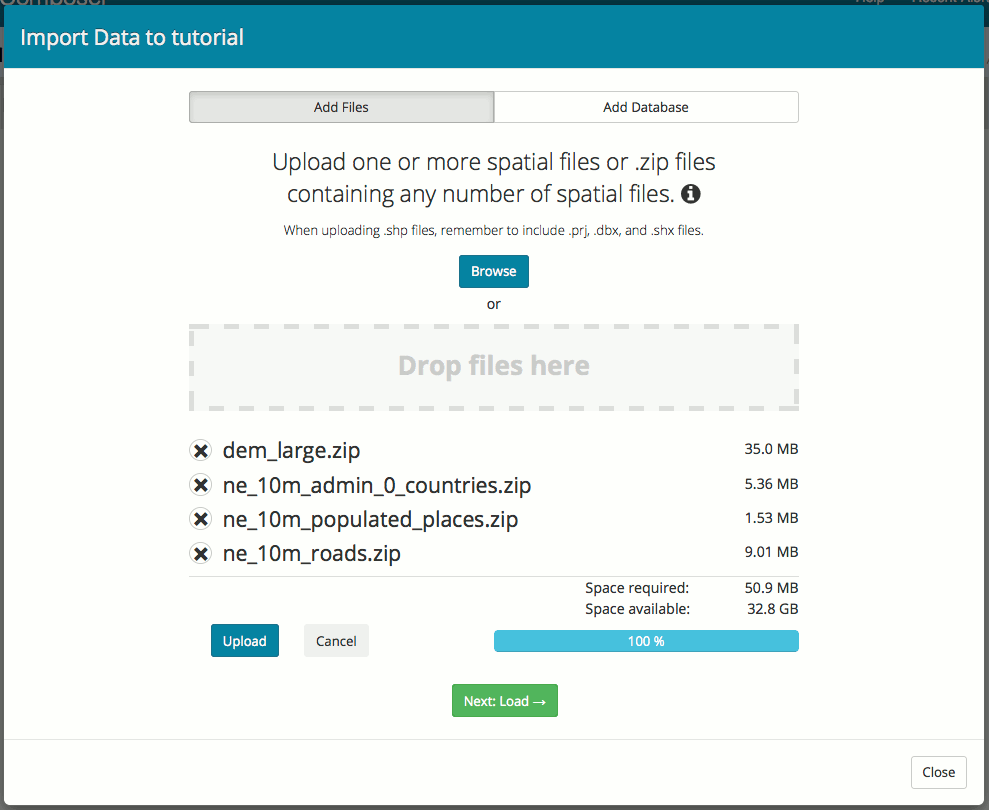 Composer
Help
Import Data to tutorial
Add Files
Add Database
Upload one or more spatial files or .zip files
containing any number of spatial files.
When uploading .shp files, remember to include .prj, .dbx, and .shx files.
Browse
or
Drop files here
dem_large.zip 35.0 MB
ne_10m_admin_0_countries.zip 5.36 MB
ne_10m_populated_places.zip 1.53 MB
ne_10m_roads.zip 9.01 MB
Space required: 50.9 MB
Space available: 32.8 GB
Upload
Cancel
100 %
Next: Load →
Close